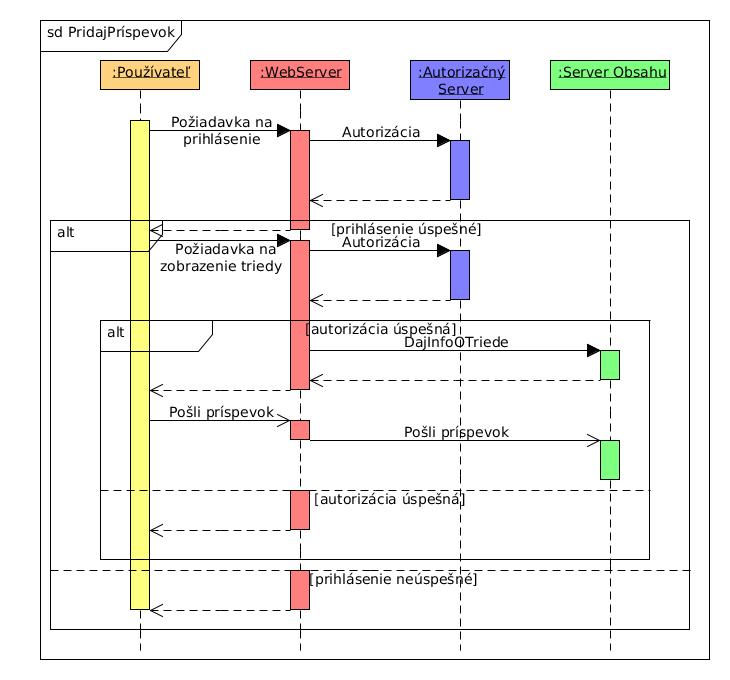 sd PridajPríspevok
:Používateľ
:WebServer
:Autorizačný
Server
:Server Obsahu
Požiadavka na
prihlásenie
Autorizácia
alt
[prihlásenie úspešné]
Požiadavka na
zobrazenie triedy
Autorizácia
alt
[autorizácia úspešná]
DajInfoOTriede
Pošli príspevok
Pošli príspevok
[autorizácia úspešná]
[prihlásenie neúspešné]